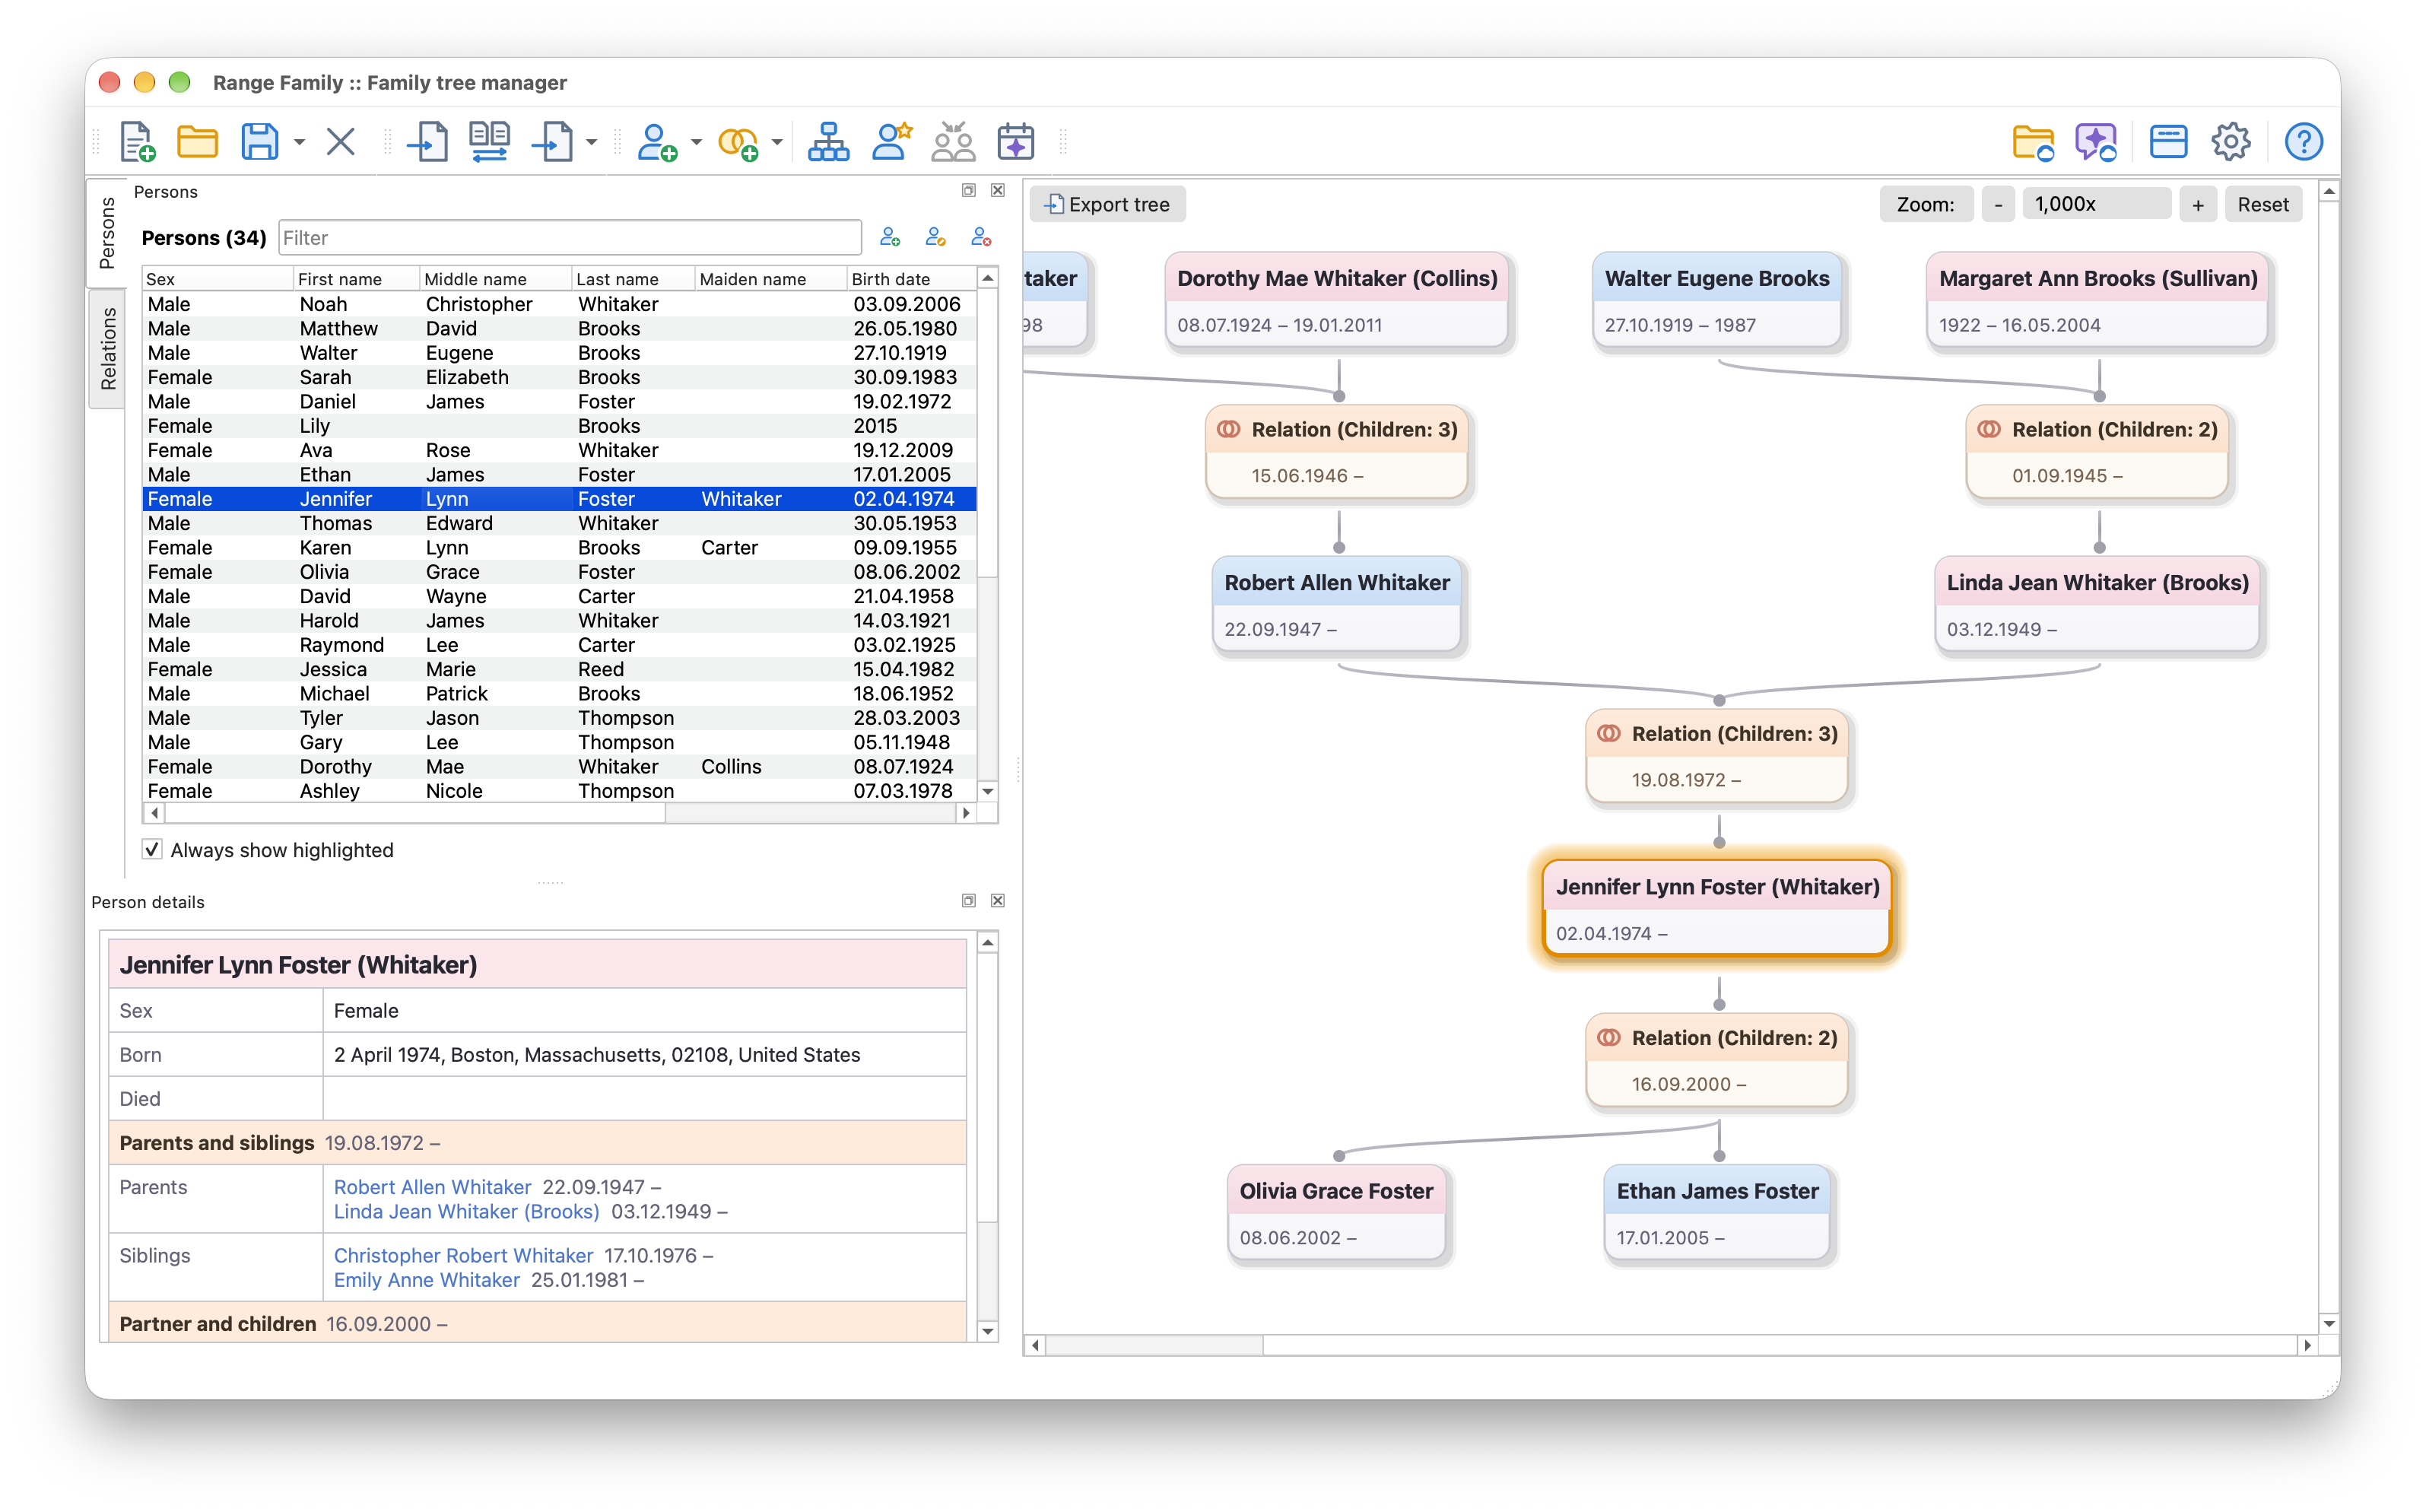 Range Family :: Family tree manager
Persons
Relations
Persons
Persons (34) Filter
Sex First name Middle name Last name Maiden name Birth date
Male Noah Christopher Whitaker 03.09.2006
Male Matthew David Brooks 26.05.1980
Male Walter Eugene Brooks 27.10.1919
Female Sarah Elizabeth Brooks 30.09.1983
Male Daniel James Foster 19.02.1972
Female Lily Brooks 2015
Female Ava Rose Whitaker 19.12.2009
Male Ethan James Foster 17.01.2005
Female Jennifer Lynn Foster Whitaker 02.04.1974
Male Thomas Edward Whitaker 30.05.1953
Female Karen Lynn Brooks Carter 09.09.1955
Female Olivia Grace Foster 08.06.2002
Male David Wayne Carter 21.04.1958
Male Harold James Whitaker 14.03.1921
Male Raymond Lee Carter 03.02.1925
Female Jessica Marie Reed 15.04.1982
Male Michael Patrick Brooks 18.06.1952
Male Tyler Jason Thompson 28.03.2003
Male Gary Lee Thompson 05.11.1948
Female Dorothy Mae Whitaker Collins 08.07.1924
Female Ashley Nicole Thompson 07.03.1978
Always show highlighted
Person details
Jennifer Lynn Foster (Whitaker)
Sex Female
Born 2 April 1974, Boston, Massachusetts, 02108, United States
Died
Parents and siblings 19.08.1972 –
Parents Robert Allen Whitaker 22.09.1947 –
Linda Jean Whitaker (Brooks) 03.12.1949 –
Siblings Christopher Robert Whitaker 17.10.1976 –
Emily Anne Whitaker 25.01.1981 –
Partner and children 16.09.2000 –
Export tree Zoom: - 1,000x + Reset
taker Dorothy Mae Whitaker (Collins) Walter Eugene Brooks Margaret Ann Brooks (Sullivan)
98 08.07.1924 – 19.01.2011 27.10.1919 – 1987 1922 – 16.05.2004
Relation (Children: 3) Relation (Children: 2)
15.06.1946 – 01.09.1945 –
Robert Allen Whitaker Linda Jean Whitaker (Brooks)
22.09.1947 – 03.12.1949 –
Relation (Children: 3)
19.08.1972 –
Jennifer Lynn Foster (Whitaker)
02.04.1974 –
Relation (Children: 2)
16.09.2000 –
Olivia Grace Foster Ethan James Foster
08.06.2002 – 17.01.2005 –